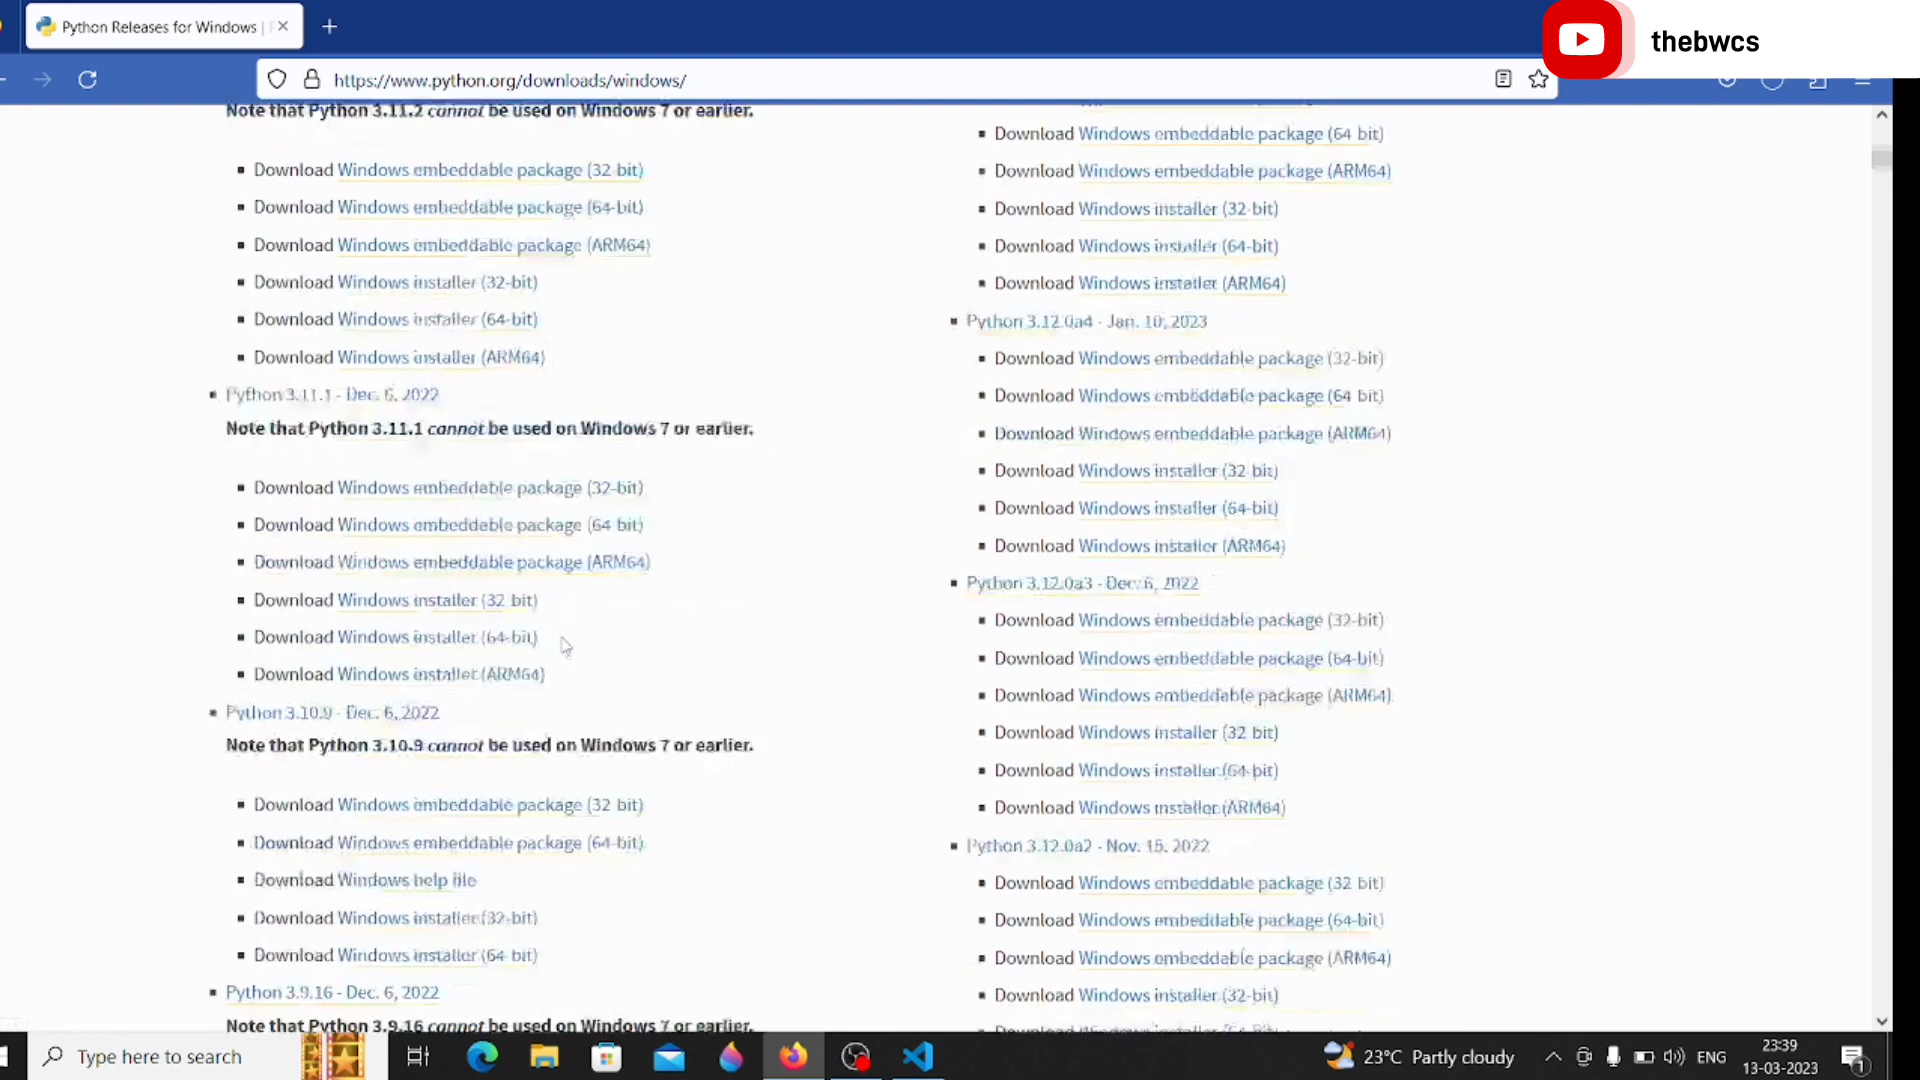 Python Releases for Windows |
thebwcs
https://www.python.org/downloads/windows/
Note that Python 3.11.2 cannot be used on Windows 7 or earlier.
Download Windows embeddable package (32-bit)
Download Windows embeddable package (64-bit)
Download Windows embeddable package (ARM64)
Download Windows installer (32-bit)
Download Windows installer (64-bit)
Download Windows installer (ARM64)
Python 3.11.1 - Dec. 6, 2022
Note that Python 3.11.1 cannot be used on Windows 7 or earlier.
Download Windows embeddable package (32-bit)
Download Windows embeddable package (64-bit)
Download Windows embeddable package (ARM64)
Download Windows installer (32-bit)
Download Windows installer (64-bit)
Download Windows installer (ARM64)
Python 3.10.9 - Dec. 6, 2022
Note that Python 3.10.9 cannot be used on Windows 7 or earlier.
Download Windows embeddable package (32-bit)
Download Windows embeddable package (64-bit)
Download Windows help file
Download Windows installer (32-bit)
Download Windows installer (64-bit)
Python 3.9.16 - Dec. 6, 2022
Note that Python 3.9.16 cannot be used on Windows 7 or earlier.
Download Windows embeddable package (64-bit)
Download Windows embeddable package (ARM64)
Download Windows installer (32-bit)
Download Windows installer (64-bit)
Download Windows installer (ARM64)
Python 3.12.0a4 - Jan. 10, 2023
Download Windows embeddable package (32-bit)
Download Windows embeddable package (64-bit)
Download Windows embeddable package (ARM64)
Download Windows installer (32-bit)
Download Windows installer (64-bit)
Download Windows installer (ARM64)
Python 3.12.0a3 - Dec. 6, 2022
Download Windows embeddable package (32-bit)
Download Windows embeddable package (64-bit)
Download Windows embeddable package (ARM64)
Download Windows installer (32-bit)
Download Windows installer (64-bit)
Download Windows installer (ARM64)
Python 3.12.0a2 - Nov. 15, 2022
Download Windows embeddable package (32-bit)
Download Windows embeddable package (64-bit)
Download Windows embeddable package (ARM64)
Download Windows installer (32-bit)
Type here to search
23°C Partly cloudy
ENG
23:39
13-03-2023
1